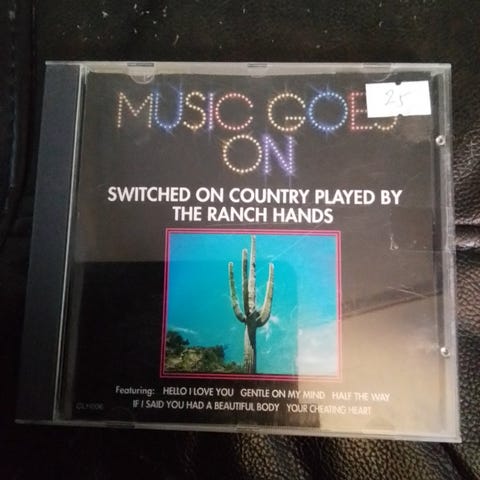 MUSIC GOES
ON
25
SWITCHED ON COUNTRY PLAYED BY
THE RANCH HANDS
Featuring: HELLO I LOVE YOU GENTLE ON MY MIND HALF THE WAY
IF I SAID YOU HAD A BEAUTIFUL BODY YOUR CHEATING HEART